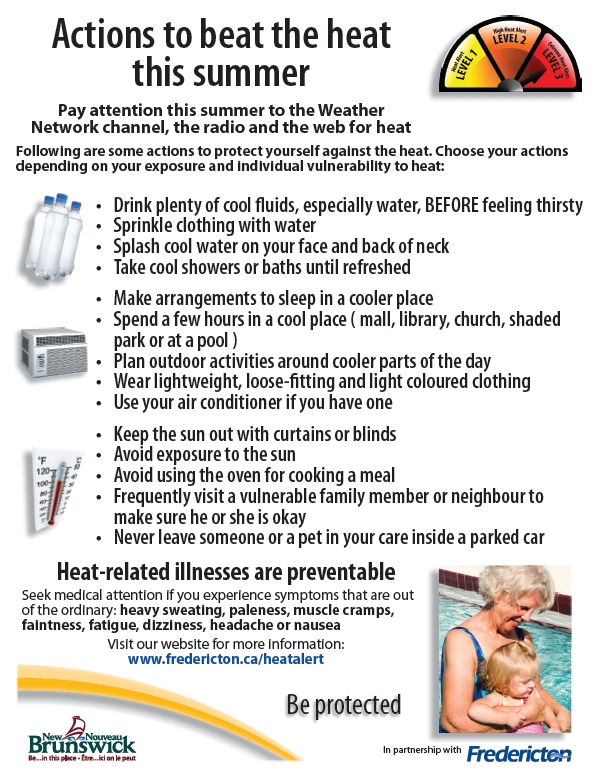 Actions to beat the heat
this summer
Heat Alert
LEVEL 1
High Heat Alert
LEVEL 2
Extreme Heat Alert
LEVEL 3
Pay attention this summer to the Weather
Network channel, the radio and the web for heat
Following are some actions to protect yourself against the heat. Choose your actions
depending on your exposure and individual vulnerability to heat:
• Drink plenty of cool fluids, especially water, BEFORE feeling thirsty
• Sprinkle clothing with water
• Splash cool water on your face and back of neck
• Take cool showers or baths until refreshed
• Make arrangements to sleep in a cooler place
• Spend a few hours in a cool place ( mall, library, church, shaded
park or at a pool )
• Plan outdoor activities around cooler parts of the day
• Wear lightweight, loose-fitting and light coloured clothing
• Use your air conditioner if you have one
°F
120
100
80
• Keep the sun out with curtains or blinds
• Avoid exposure to the sun
• Avoid using the oven for cooking a meal
• Frequently visit a vulnerable family member or neighbour to
make sure he or she is okay
• Never leave someone or a pet in your care inside a parked car
Heat-related illnesses are preventable
Seek medical attention if you experience symptoms that are out
of the ordinary: heavy sweating, paleness, muscle cramps,
faintness, fatigue, dizziness, headache or nausea
Visit our website for more information:
www.fredericton.ca/heatalert
Be protected
New Nouveau
Brunswick
Be...in this place • Être...ici on le peut
In partnership with Fredericton